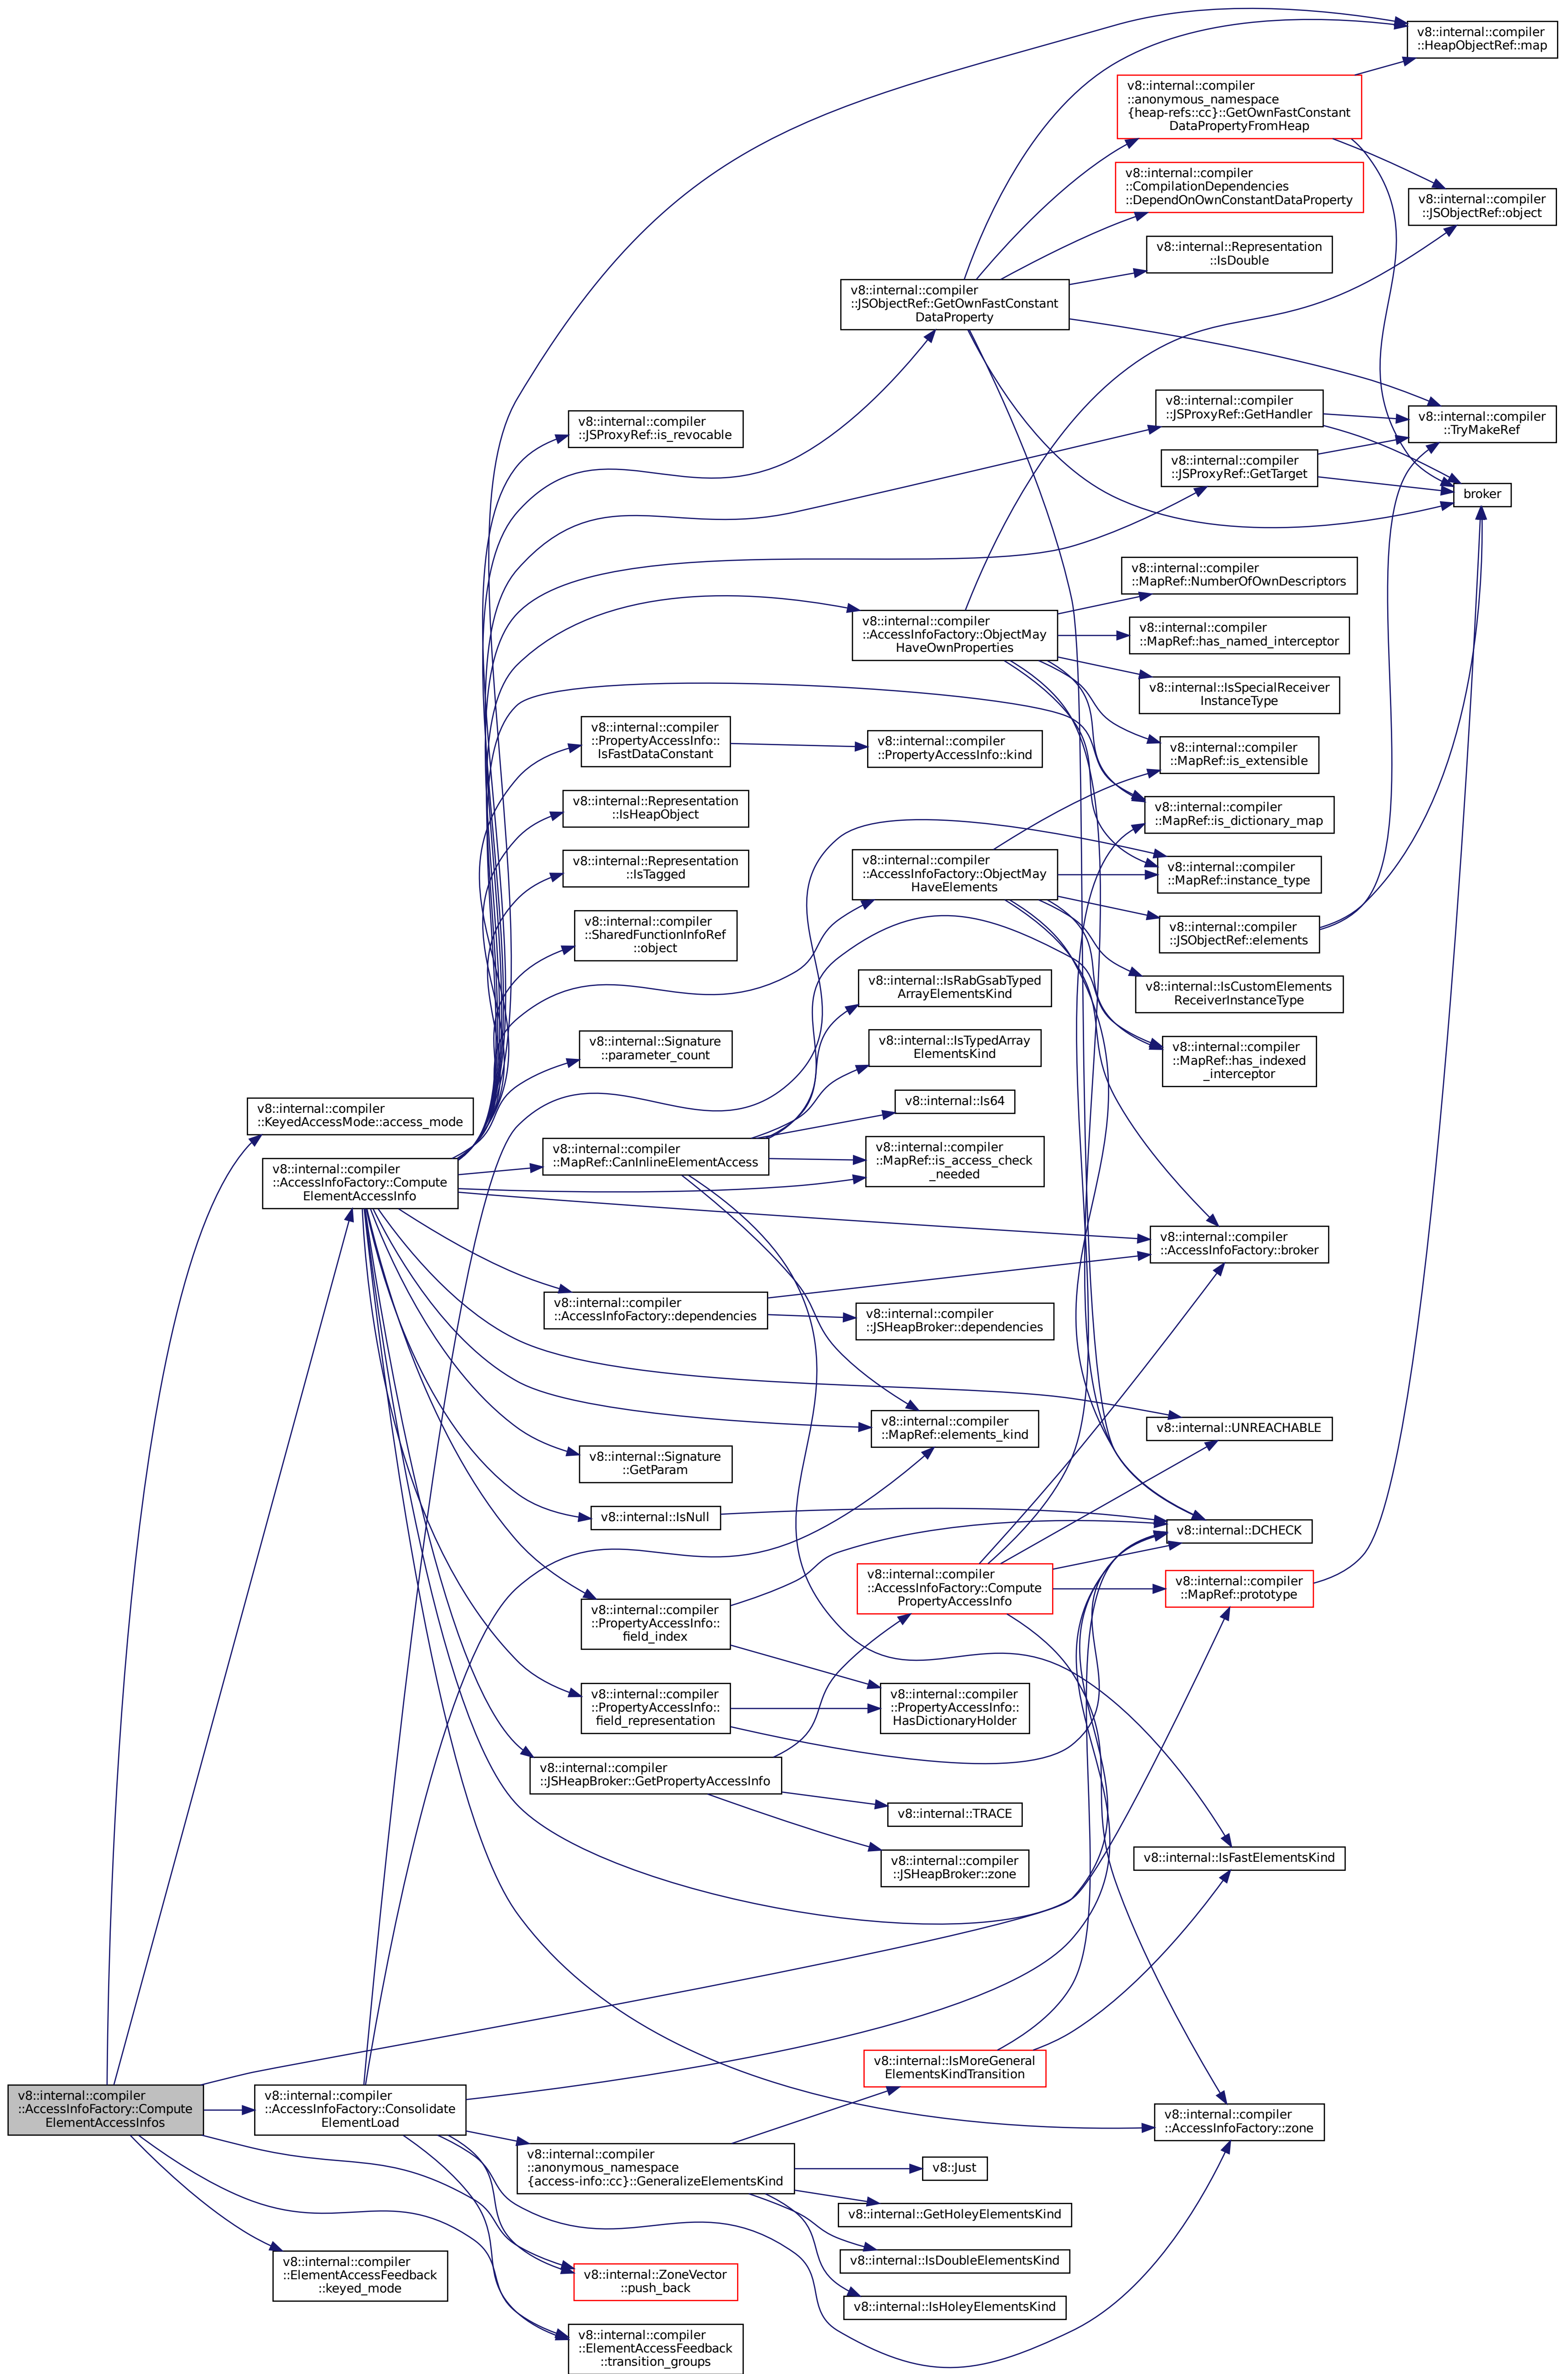 v8::internal::compiler
::HeapObjectRef::map
v8::internal::compiler
::anonymous_namespace
{heap-refs::cc}::GetOwnFastConstant
DataPropertyFromHeap
v8::internal::compiler
::CompilationDependencies
::DependOnOwnConstantDataProperty
v8::internal::compiler
::JSObjectRef::object
v8::internal::Representation
::IsDouble
v8::internal::compiler
::JSObjectRef::GetOwnFastConstant
DataProperty
v8::internal::compiler
::JSProxyRef::is_revocable
v8::internal::compiler
::JSProxyRef::GetHandler
v8::internal::compiler
::TryMakeRef
v8::internal::compiler
::JSProxyRef::GetTarget
broker
v8::internal::compiler
::MapRef::NumberOfOwnDescriptors
v8::internal::compiler
::AccessInfoFactory::ObjectMay
HaveOwnProperties
v8::internal::compiler
::MapRef::has_named_interceptor
v8::internal::IsSpecialReceiver
InstanceType
v8::internal::compiler
::PropertyAccessInfo::
IsFastDataConstant
v8::internal::compiler
::PropertyAccessInfo::kind
v8::internal::compiler
::MapRef::is_extensible
v8::internal::Representation
::IsHeapObject
v8::internal::compiler
::MapRef::is_dictionary_map
v8::internal::Representation
::IsTagged
v8::internal::compiler
::AccessInfoFactory::ObjectMay
HaveElements
v8::internal::compiler
::MapRef::instance_type
v8::internal::compiler
::SharedFunctionInfoRef
::object
v8::internal::compiler
::JSObjectRef::elements
v8::internal::IsRabGsabTyped
ArrayElementsKind
v8::internal::IsCustomElements
ReceiverInstanceType
v8::internal::Signature
::parameter_count
v8::internal::IsTypedArray
ElementsKind
v8::internal::compiler
::MapRef::has_indexed
_interceptor
v8::internal::compiler
::KeyedAccessMode::access_mode
v8::internal::Is64
v8::internal::compiler
::AccessInfoFactory::Compute
ElementAccessInfo
v8::internal::compiler
::MapRef::CanInlineElementAccess
v8::internal::compiler
::MapRef::is_access_check
_needed
v8::internal::compiler
::AccessInfoFactory::broker
v8::internal::compiler
::AccessInfoFactory::dependencies
v8::internal::compiler
::JSHeapBroker::dependencies
v8::internal::compiler
::MapRef::elements_kind
v8::internal::UNREACHABLE
v8::internal::Signature
::GetParam
v8::internal::IsNull
v8::internal::DCHECK
v8::internal::compiler
::AccessInfoFactory::Compute
PropertyAccessInfo
v8::internal::compiler
::MapRef::prototype
v8::internal::compiler
::PropertyAccessInfo::
field_index
v8::internal::compiler
::PropertyAccessInfo::
field_representation
v8::internal::compiler
::PropertyAccessInfo::
HasDictionaryHolder
v8::internal::compiler
::JSHeapBroker::GetPropertyAccessInfo
v8::internal::TRACE
v8::internal::compiler
::JSHeapBroker::zone
v8::internal::IsFastElementsKind
v8::internal::IsMoreGeneral
ElementsKindTransition
v8::internal::compiler
::AccessInfoFactory::Compute
ElementAccessInfos
v8::internal::compiler
::AccessInfoFactory::Consolidate
ElementLoad
v8::internal::compiler
::AccessInfoFactory::zone
v8::internal::compiler
::anonymous_namespace
{access-info::cc}::GeneralizeElementsKind
v8::Just
v8::internal::GetHoleyElementsKind
v8::internal::IsDoubleElementsKind
v8::internal::compiler
::ElementAccessFeedback
::keyed_mode
v8::internal::ZoneVector
::push_back
v8::internal::IsHoleyElementsKind
v8::internal::compiler
::ElementAccessFeedback
::transition_groups